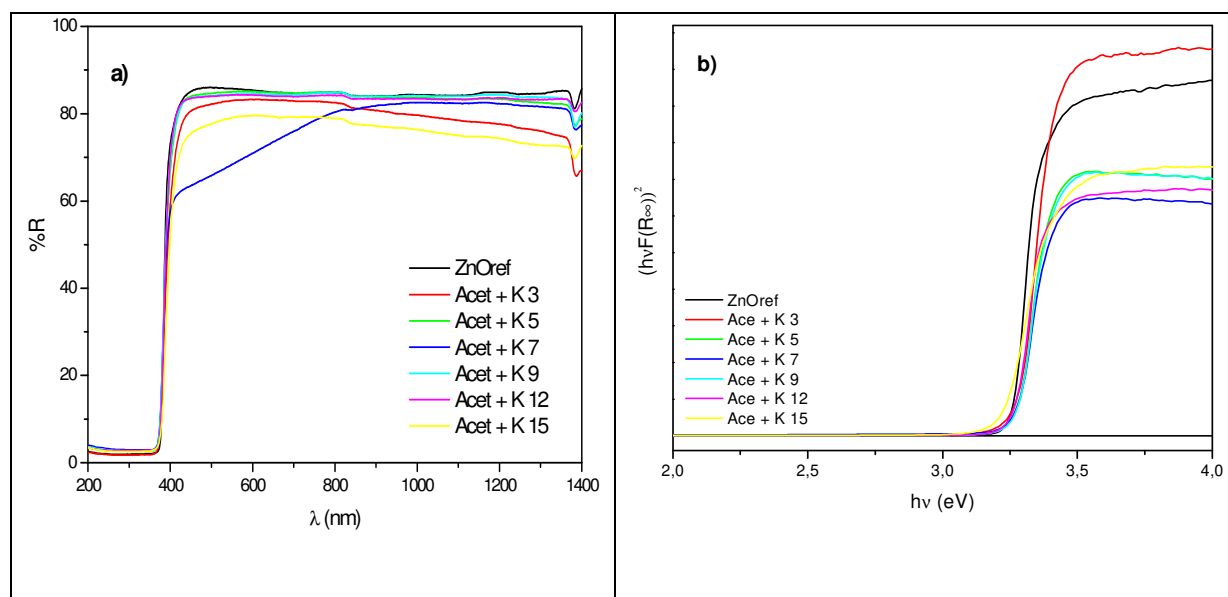 a)
100
80
60
40
20
0
%R
200 400 600 800 1000 1200 1400
λ (nm)
ZnOref
Acet + K 3
Acet + K 5
Acet + K 7
Acet + K 9
Acet + K 12
Acet + K 15
b)
(hνF(R∞))²
2,0 2,5 3,0 3,5 4,0
hν (eV)
ZnOref
Ace + K 3
Ace + K 5
Ace + K 7
Ace + K 9
Ace + K 12
Ace + K 15